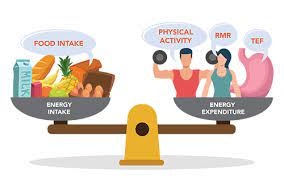 FOOD INTAKE
PHYSICAL
ACTIVITY
RMR
TEF
MILK
ENERGY
INTAKE
ENERGY
EXPENDITURE